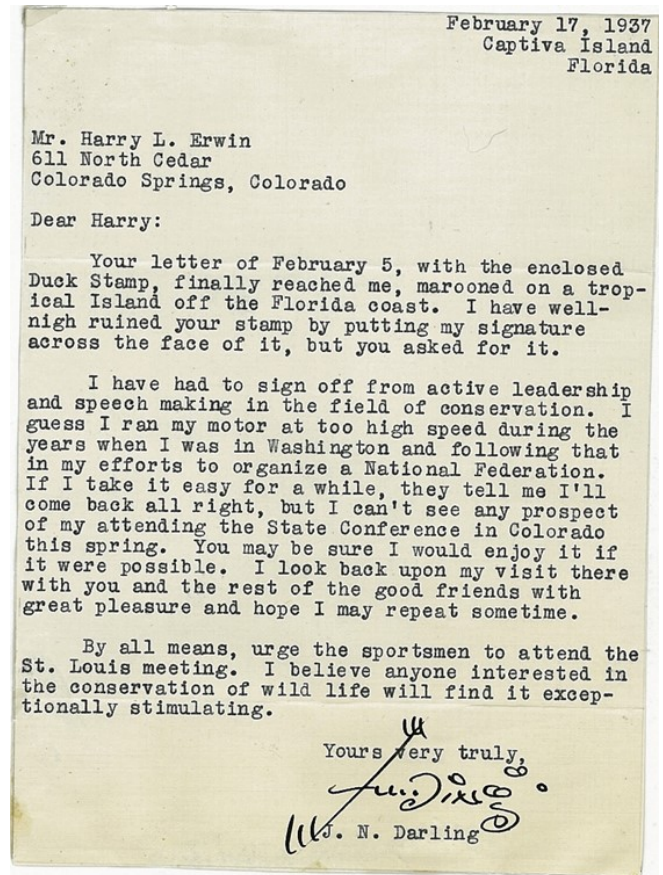 February 17, 1937
Captiva Island
Florida
Mr. Harry L. Erwin
611 North Cedar
Colorado Springs, Colorado
Dear Harry:
Your letter of February 5, with the enclosed
Duck Stamp, finally reached me, marooned on a trop-
ical Island off the Florida coast. I have well-
nigh ruined your stamp by putting my signature
across the face of it, but you asked for it.
I have had to sign off from active leadership
and speech making in the field of conservation. I
guess I ran my motor at too high speed during the
years when I was in Washington and following that
in my efforts to organize a National Federation.
If I take it easy for a while, they tell me I'll
come back all right, but I can't see any prospect
of my attending the State Conference in Colorado
this spring. You may be sure I would enjoy it if
it were possible. I look back upon my visit there
with you and the rest of the good friends with
great pleasure and hope I may repeat sometime.
By all means, urge the sportsmen to attend the
St. Louis meeting. I believe anyone interested in
the conservation of wild life will find it excep-
tionally stimulating.
Yours very truly,
J. N. Darling